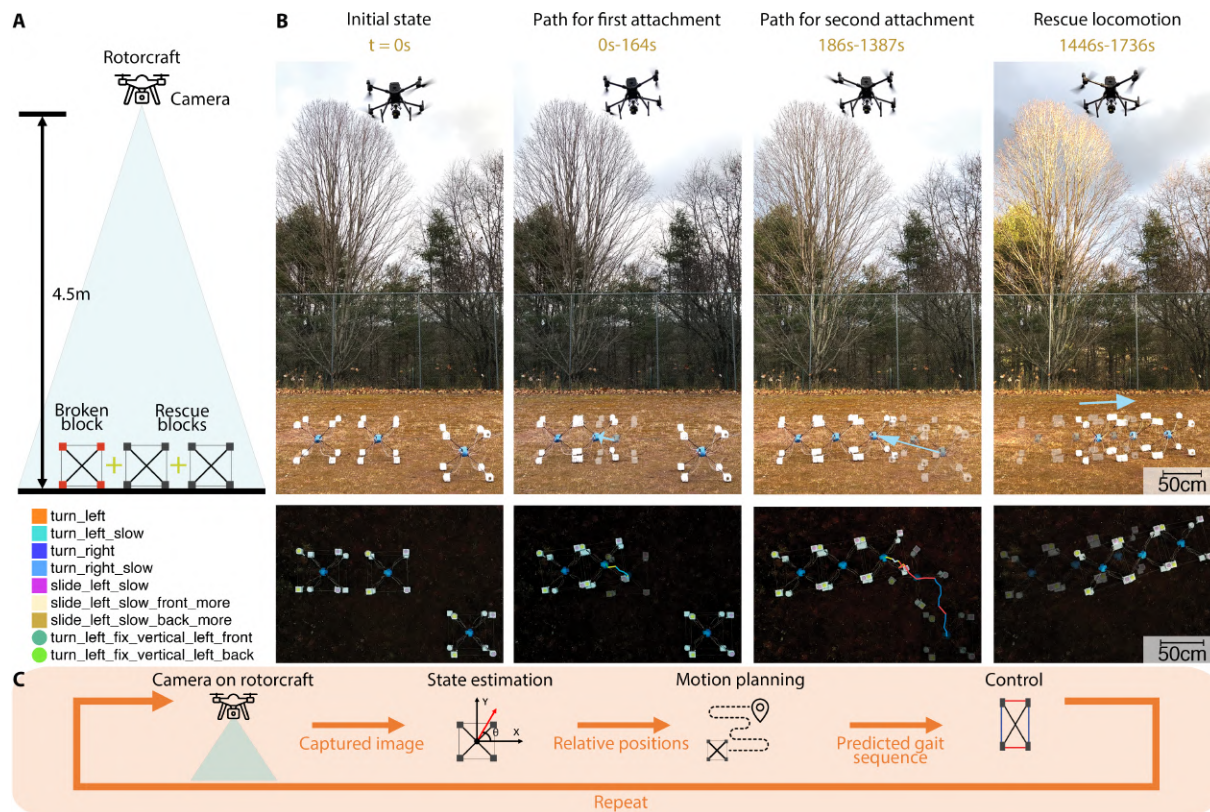 A
Rotorcraft
Camera
4.5m
Broken
block
Rescue
blocks
turn_left
turn_left_slow
turn_right
turn_right_slow
slide_left_slow
slide_left_slow_front_more
slide_left_slow_back_more
turn_left_fix_vertical_left_front
turn_left_fix_vertical_left_back
B
Initial state
t = 0s
Path for first attachment
0s-164s
Path for second attachment
186s-1387s
Rescue locomotion
1446s-1736s
50cm
50cm
C
Camera on rotorcraft
Captured image
State estimation
Y
θ
X
Relative positions
Motion planning
Predicted gait
sequence
Control
Repeat